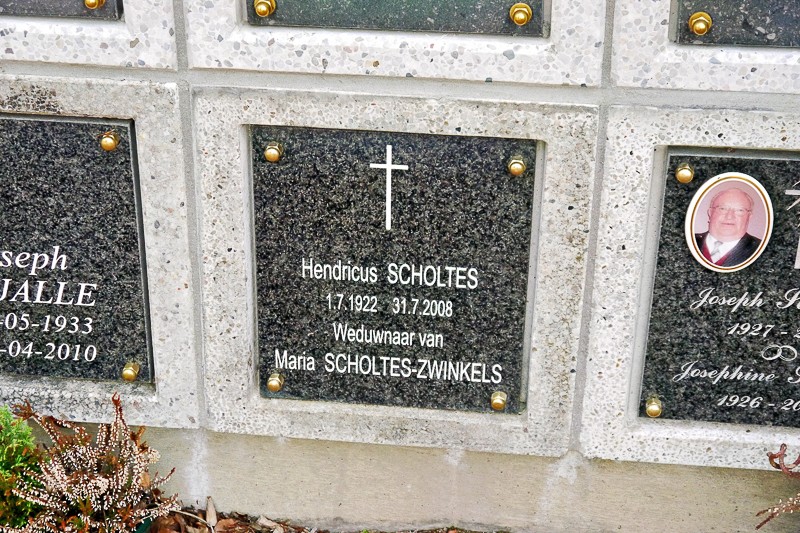 seph
JALLE
-05-1933
-04-2010
Hendricus SCHOLTES
1.7.1922 31.7.2008
Weduwnaar van
Maria SCHOLTES-ZWINKELS
Joseph
1927 -
Josephine
1926 - 20